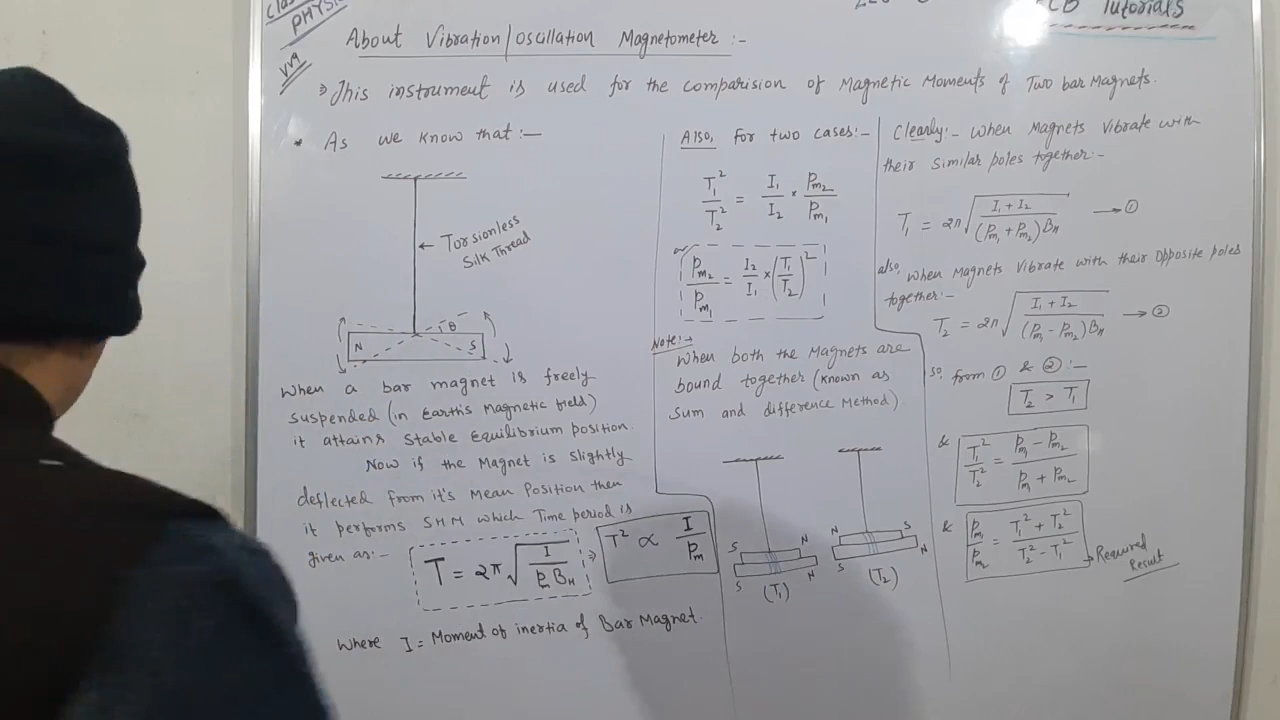 PHYSI
CB Tutorials
VVI
About Vibration/Oscillation Magnetometer :-
This instrument is used for the comparision of Magnetic Moments of Two bar Magnets.
* As we know that :-
← Torsionless
Silk Thread
θ
N S
When a bar magnet is freely
suspended (in Earth's Magnetic field)
it attains Stable Equilibrium position.
Now if the Magnet is slightly
deflected from it's Mean Position then
it performs SHM which Time period is
given as:-
T = 2π√(I / P B_H) ⇒ T² ∝ I / P_m
Where I = Moment of inertia of Bar Magnet.
Also, For two cases:-
T₁²/T₂² = I₁/I₂ × P_m₂/P_m₁
P_m₂/P_m₁ = I₂/I₁ × (T₁/T₂)²
Note:→
When both the Magnets are
bound together (known as
Sum and difference Method)
S N
S N
(T₁)
N S
S N
(T₂)
Clearly:- When Magnets Vibrate with
their similar poles together:-
T₁ = 2π√(I₁ + I₂ / (P_m₁ + P_m₂) B_H) → ①
also, When Magnets Vibrate with their Opposite poles
together:-
T₂ = 2π√(I₁ + I₂ / (P_m₁ - P_m₂) B_H) → ②
so, from ① & ② :-
T₂ > T₁
& T₁²/T₂² = P_m₁ - P_m₂ / P_m₁ + P_m₂
& P_m₁/P_m₂ = T₁² + T₂² / T₂² - T₁²
→ Required
Result